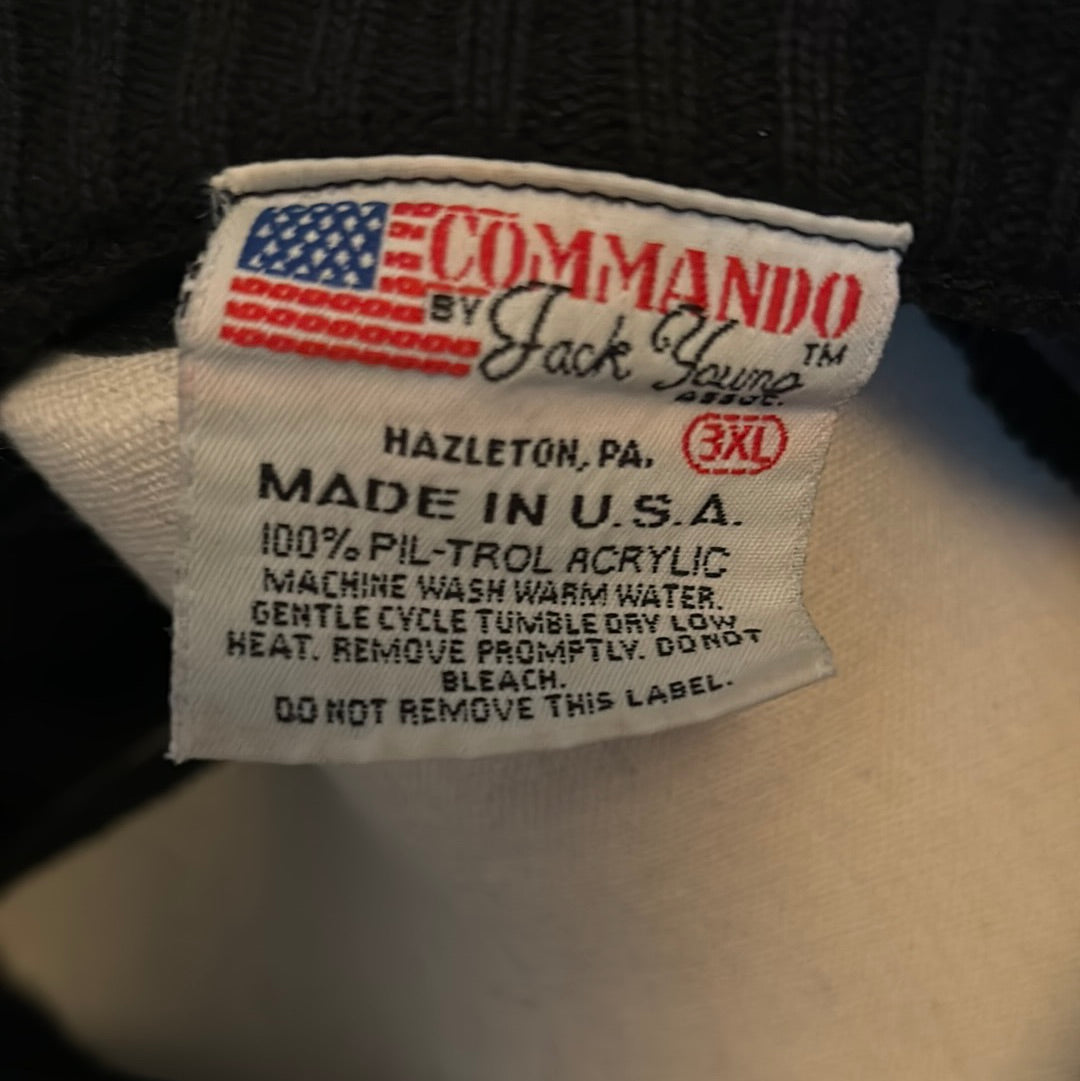 COMMANDO
BY Jack Young ™
ASSOC.
HAZLETON, PA. 3XL
MADE IN U.S.A.
100% PIL-TROL ACRYLIC
MACHINE WASH WARM WATER.
GENTLE CYCLE TUMBLE DRY LOW
HEAT. REMOVE PROMPTLY. DO NOT
BLEACH.
DO NOT REMOVE THIS LABEL.